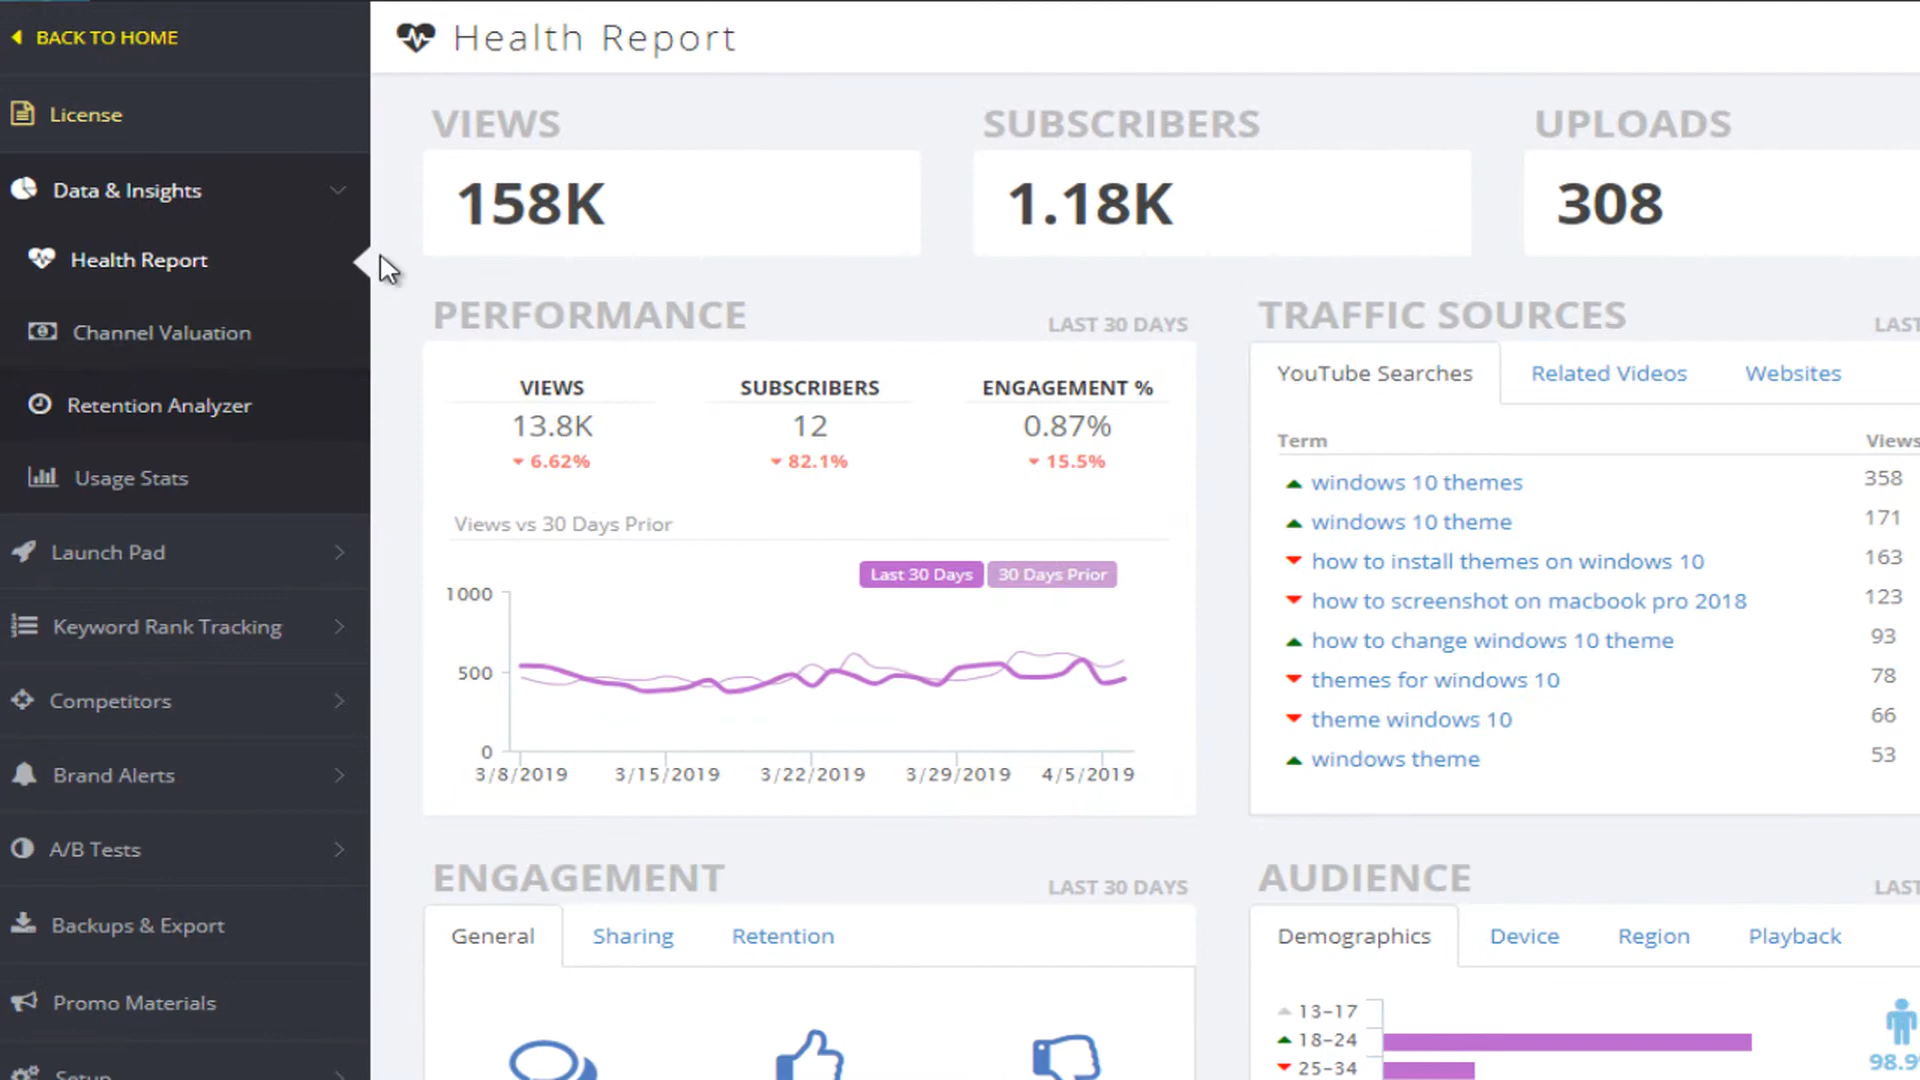 BACK TO HOME
License
Data & Insights
Health Report
Channel Valuation
Retention Analyzer
Usage Stats
Launch Pad
Keyword Rank Tracking
Competitors
Brand Alerts
A/B Tests
Backups & Export
Promo Materials
Setup
Health Report
VIEWS
158K
SUBSCRIBERS
1.18K
UPLOADS
308
PERFORMANCE
LAST 30 DAYS
VIEWS SUBSCRIBERS ENGAGEMENT %
13.8K 12 0.87%
6.62% 82.1% 15.5%
Views vs 30 Days Prior
Last 30 Days 30 Days Prior
1000
500
0
3/8/2019 3/15/2019 3/22/2019 3/29/2019 4/5/2019
TRAFFIC SOURCES
LAST
YouTube Searches Related Videos Websites
Term Views
windows 10 themes 358
windows 10 theme 171
how to install themes on windows 10 163
how to screenshot on macbook pro 2018 123
how to change windows 10 theme 93
themes for windows 10 78
theme windows 10 66
windows theme 53
ENGAGEMENT
LAST 30 DAYS
General Sharing Retention
AUDIENCE
LAST
Demographics Device Region Playback
13-17
18-24
25-34
98.9